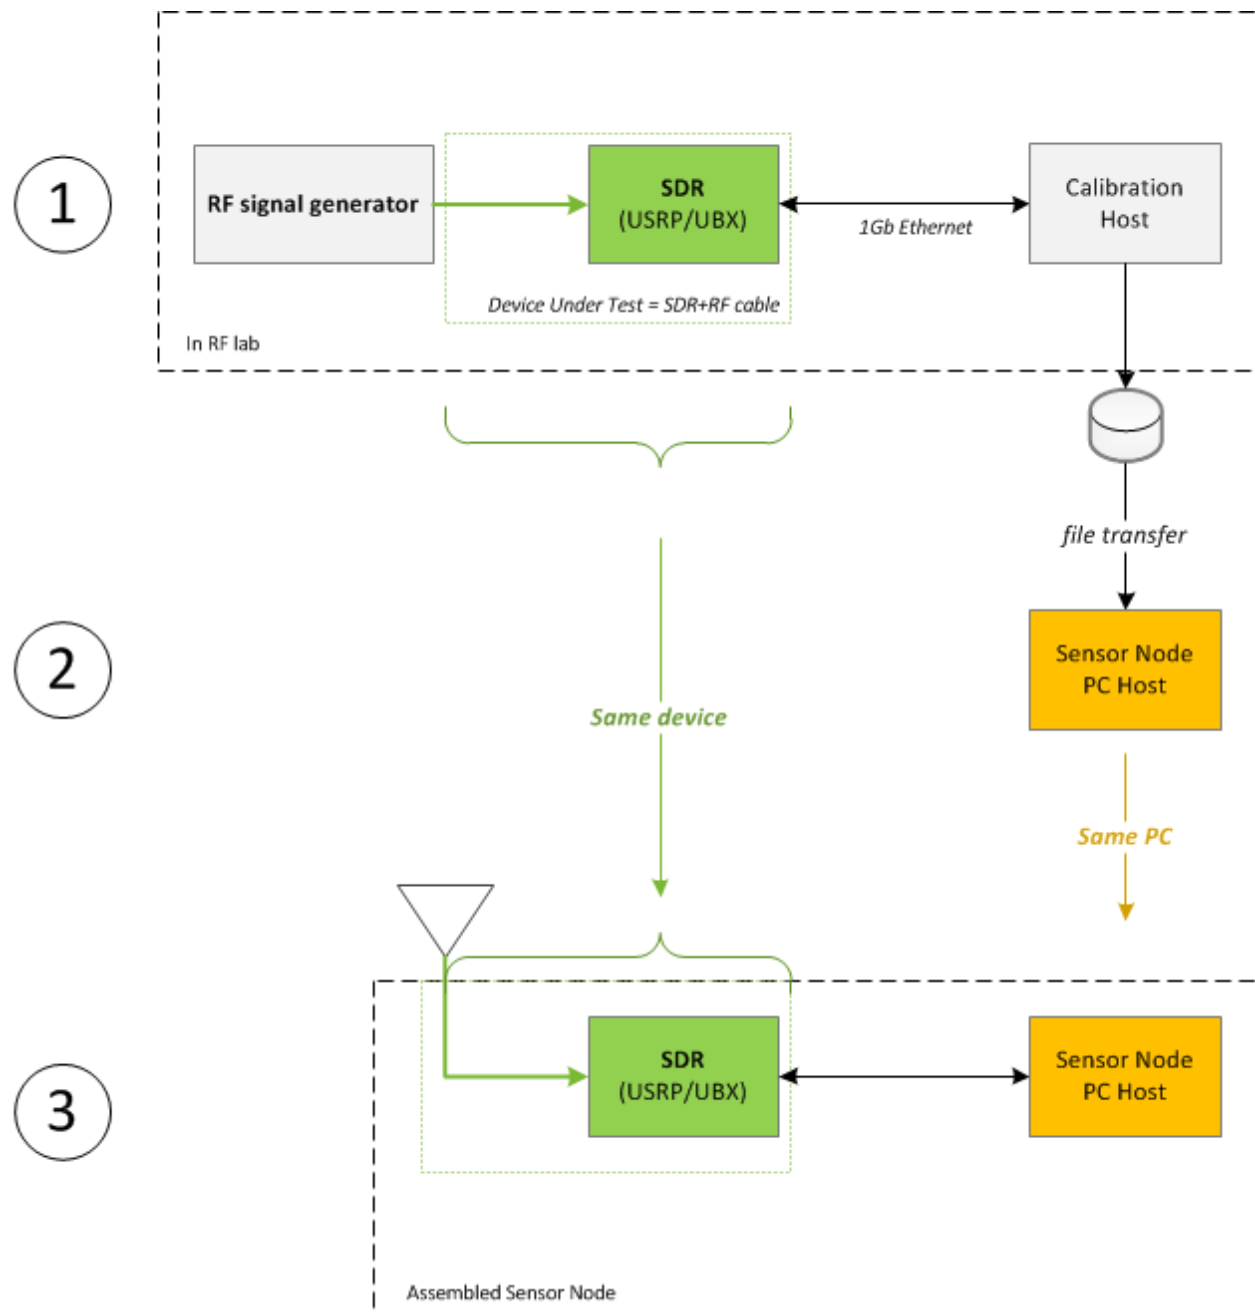 1
RF signal generator
SDR
(USRP/UBX)
1Gb Ethernet
Calibration
Host
Device Under Test = SDR+RF cable
In RF lab
file transfer
2
Sensor Node
PC Host
Same device
Same PC
3
SDR
(USRP/UBX)
Sensor Node
PC Host
Assembled Sensor Node